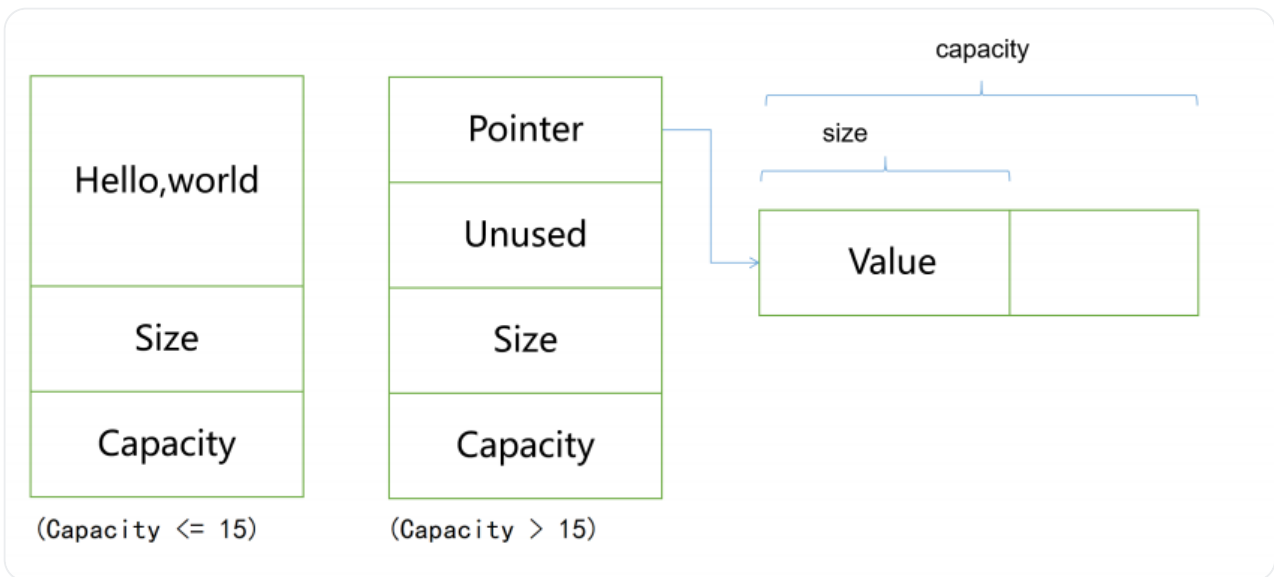 Hello,world
Size
Capacity
(Capacity <= 15)
Pointer
Unused
Size
Capacity
(Capacity > 15)
capacity
size
Value